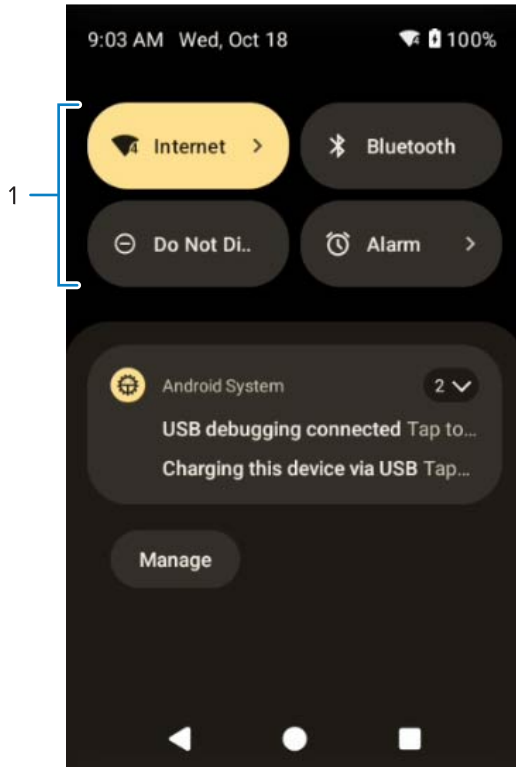 9:03 AM Wed, Oct 18 100%
1
Internet
Bluetooth
Do Not Di..
Alarm
Android System 2
USB debugging connected Tap to...
Charging this device via USB Tap...
Manage